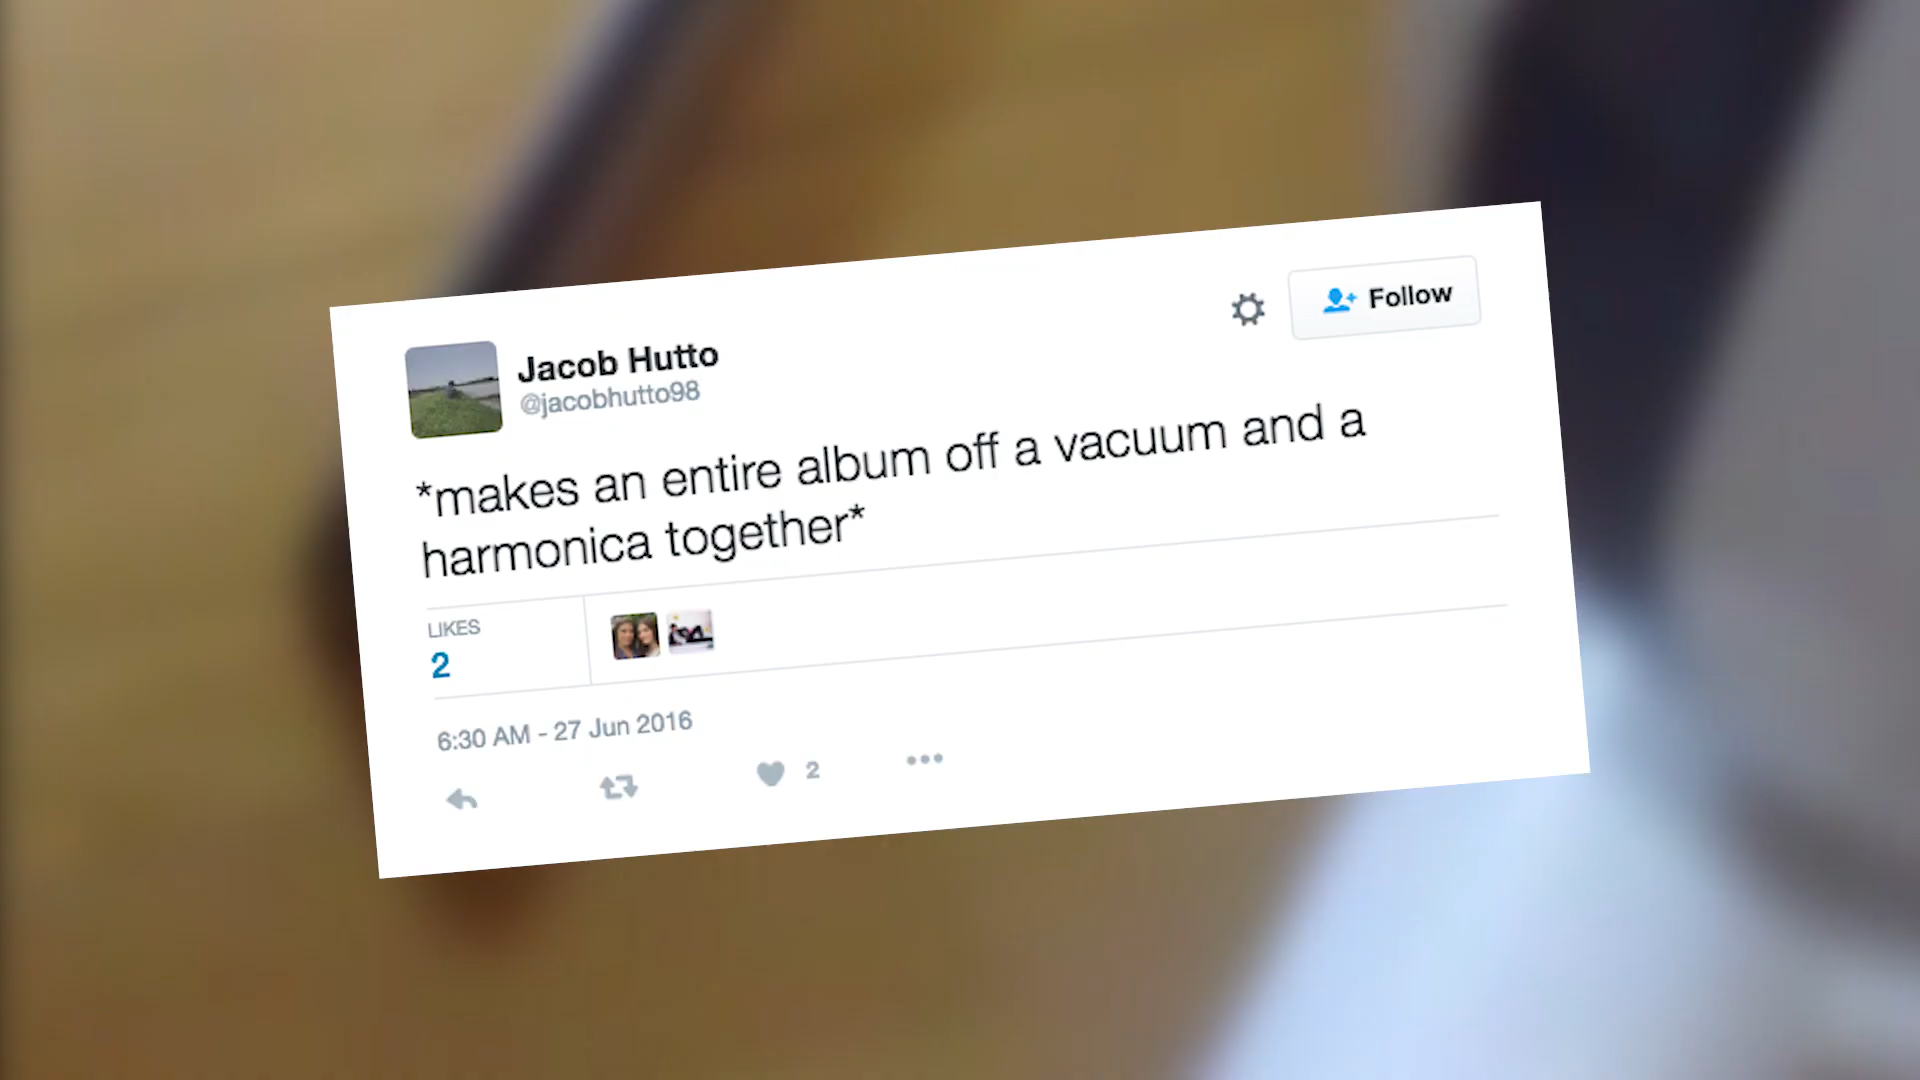 Jacob Hutto
@jacobhutto98
Follow
*makes an entire album off a vacuum and a
harmonica together*
LIKES
2
6:30 AM - 27 Jun 2016
2